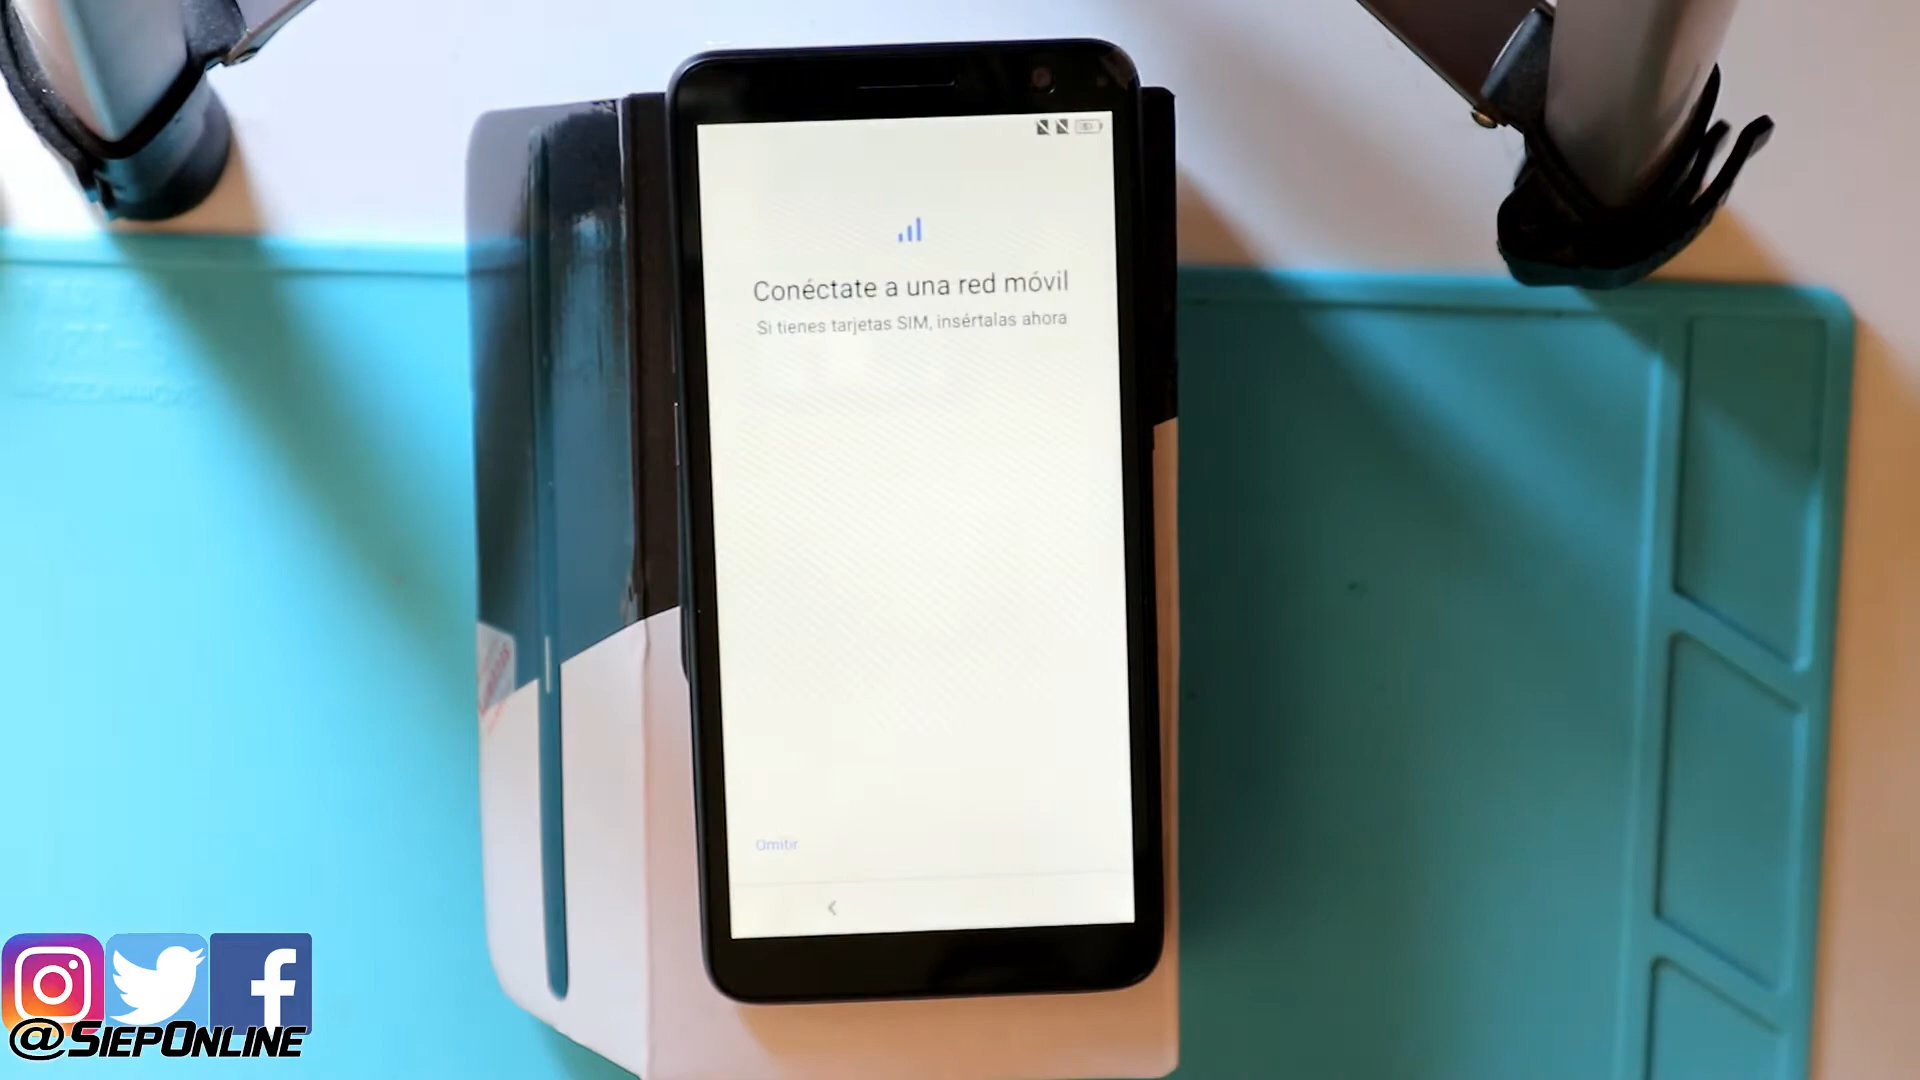 Conéctate a una red móvil
Si tienes tarjetas SIM, insértalas ahora
Omitir
@SiepOnline